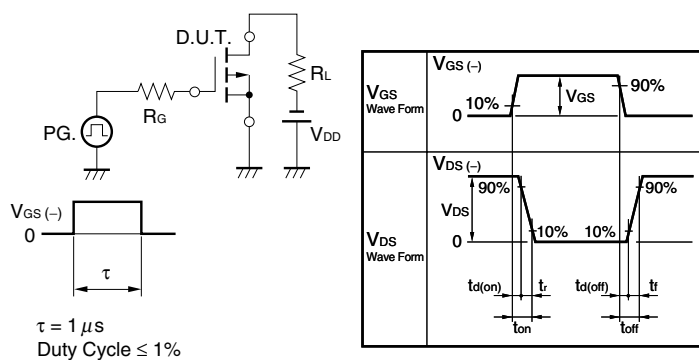 D.U.T.
RL
RG
PG.
VDD
VGS (−)
0
τ
τ = 1 μs
Duty Cycle ≤ 1%
VGS
Wave Form
VGS (−)
10%
0
VGS
90%
VDS
Wave Form
VDS (−)
90%
VDS
0
10%
10%
90%
td(on)
tr
td(off)
tf
ton
toff